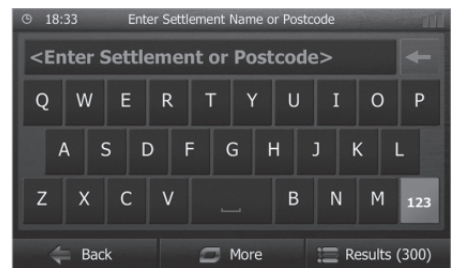 18:33 Enter Settlement Name or Postcode
<Enter Settlement or Postcode>
Q W E R T Y U I O P
A S D F G H J K L
Z X C V B N M 123
Back More Results (300)